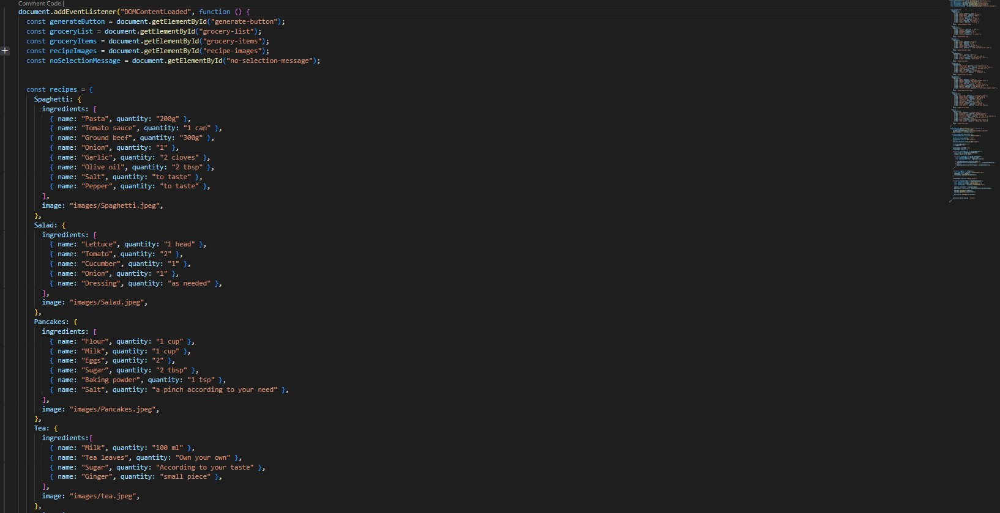 Comment Code |
document.addEventListener("DOMContentLoaded", function () {
const generateButton = document.getElementById("generate-button");
const groceryList = document.getElementById("grocery-list");
const groceryItems = document.getElementById("grocery-items");
const recipeImages = document.getElementById("recipe-images");
const noSelectionMessage = document.getElementById("no-selection-message");
const recipes = {
Spaghetti: {
ingredients: [
{ name: "Pasta", quantity: "200g" },
{ name: "Tomato sauce", quantity: "1 can" },
{ name: "Ground beef", quantity: "300g" },
{ name: "Onion", quantity: "1" },
{ name: "Garlic", quantity: "2 cloves" },
{ name: "Olive oil", quantity: "2 tbsp" },
{ name: "Salt", quantity: "to taste" },
{ name: "Pepper", quantity: "to taste" },
],
image: "images/Spaghetti.jpeg",
},
Salad: {
ingredients: [
{ name: "Lettuce", quantity: "1 head" },
{ name: "Tomato", quantity: "2" },
{ name: "Cucumber", quantity: "1" },
{ name: "Onion", quantity: "1" },
{ name: "Dressing", quantity: "as needed" },
],
image: "images/Salad.jpeg",
},
Pancakes: {
ingredients: [
{ name: "Flour", quantity: "1 cup" },
{ name: "Milk", quantity: "1 cup" },
{ name: "Eggs", quantity: "2" },
{ name: "Sugar", quantity: "2 tbsp" },
{ name: "Baking powder", quantity: "1 tsp" },
{ name: "Salt", quantity: "a pinch according to your need" },
],
image: "images/Pancakes.jpeg",
},
Tea: {
ingredients:[
{ name: "Milk", quantity: "100 ml" },
{ name: "Tea leaves", quantity: "Own your own" },
{ name: "Sugar", quantity: "According to your taste" },
{ name: "Ginger", quantity: "small piece" },
],
image: "images/tea.jpeg",
},